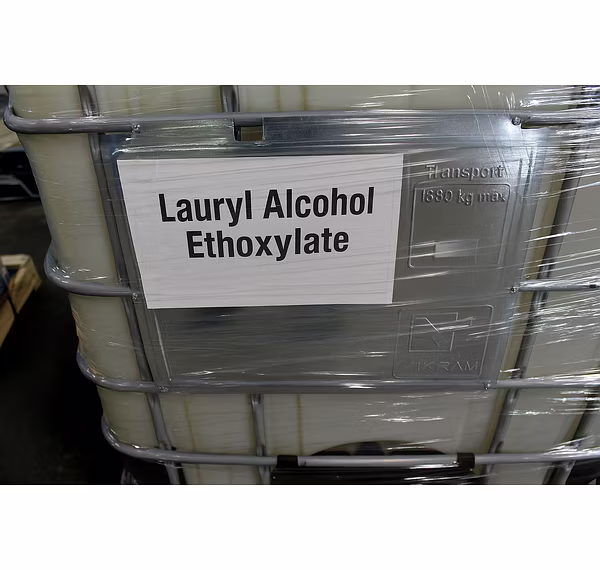 Lauryl Alcohol
Ethoxylate
Transport
1680 kg max